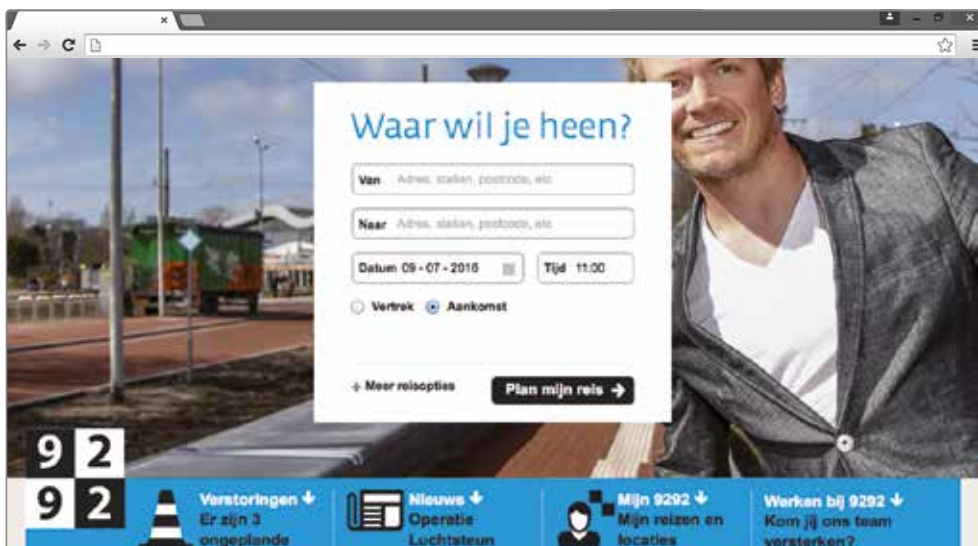 Waar wil je heen?
Van Adres, station, postcode, etc
Naar Adres, station, postcode, etc
Datum 09 - 07 - 2016 Tijd 11:00
Vertrek Aankomst
+ Meer reisopties Plan mijn reis →
9 2
9 2
Verstoringen ↓
Er zijn 3
ongeplande
Nieuws ↓
Operatie
Luchtsteun
Mijn 9292 ↓
Mijn reizen en
locaties
Werken bij 9292 ↓
Kom jij ons team
versterken?